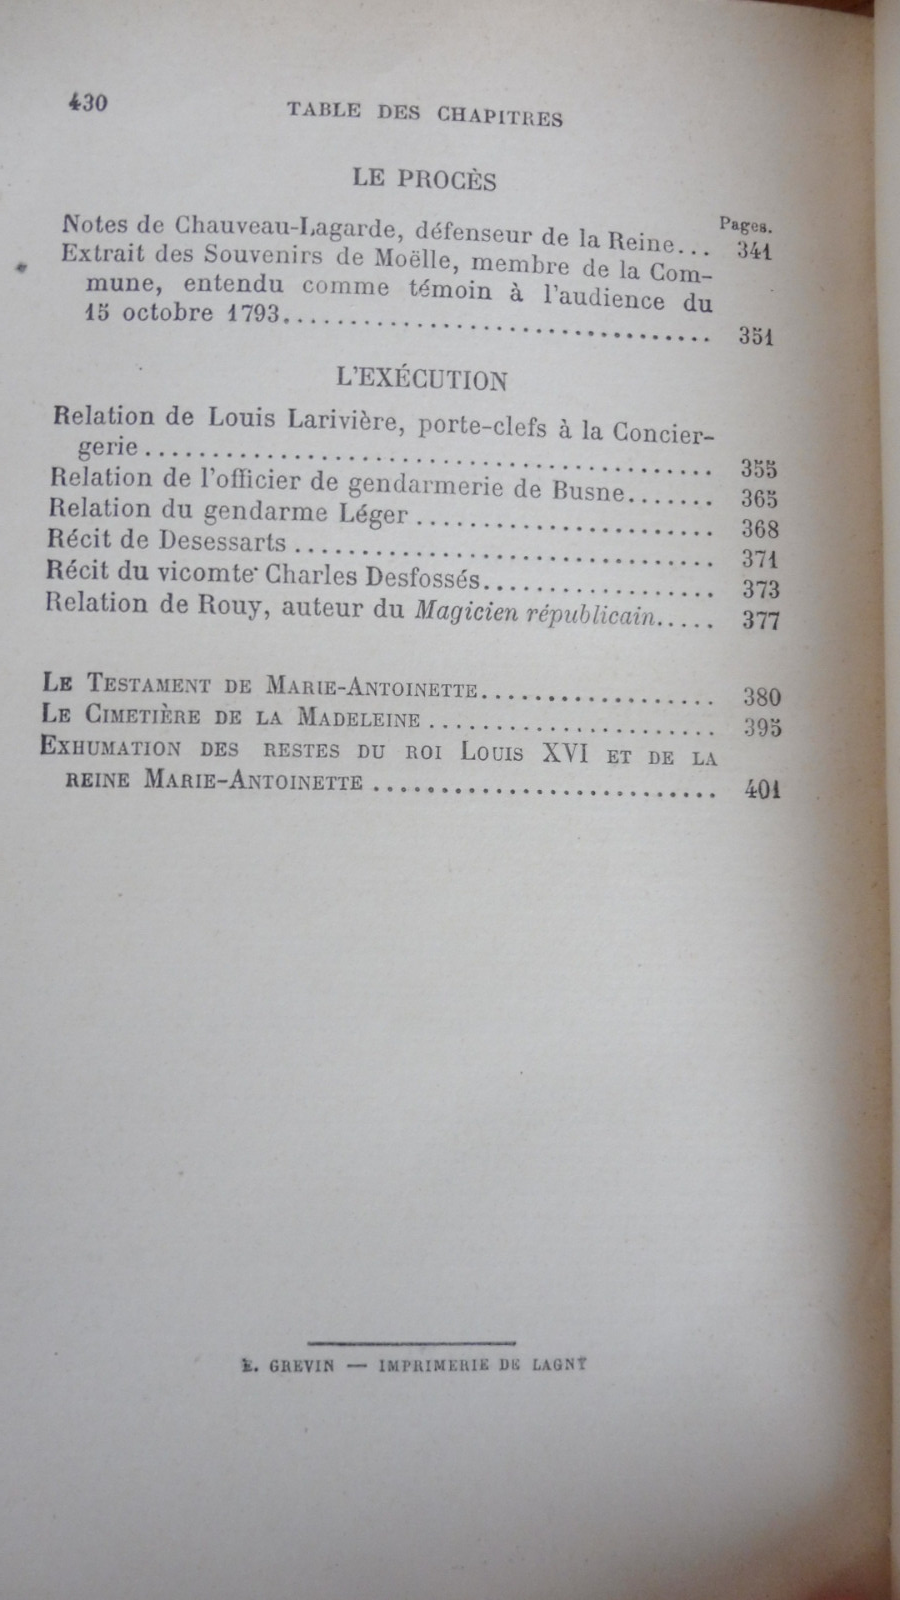 430
TABLE DES CHAPITRES
LE PROCÈS
Pages.
Notes de Chauveau-Lagarde, défenseur de la Reine... 341
Extrait des Souvenirs de Moëlle, membre de la Com-
mune, entendu comme témoin à l'audience du
15 octobre 1793.................................. 351
L'EXÉCUTION
Relation de Louis Larivière, porte-clefs à la Concier-
gerie............................................ 355
Relation de l'officier de gendarmerie de Busne....... 365
Relation du gendarme Léger ....................... 368
Récit de Desessarts ................................ 371
Récit du vicomte Charles Desfossés.................. 373
Relation de Rouy, auteur du Magicien républicain..... 377
LE TESTAMENT DE MARIE-ANTOINETTE.................. 380
LE CIMETIÈRE DE LA MADELEINE ...................... 395
EXHUMATION DES RESTES DU ROI LOUIS XVI ET DE LA
REINE MARIE-ANTOINETTE .......................... 401
E. GREVIN — IMPRIMERIE DE LAGNY